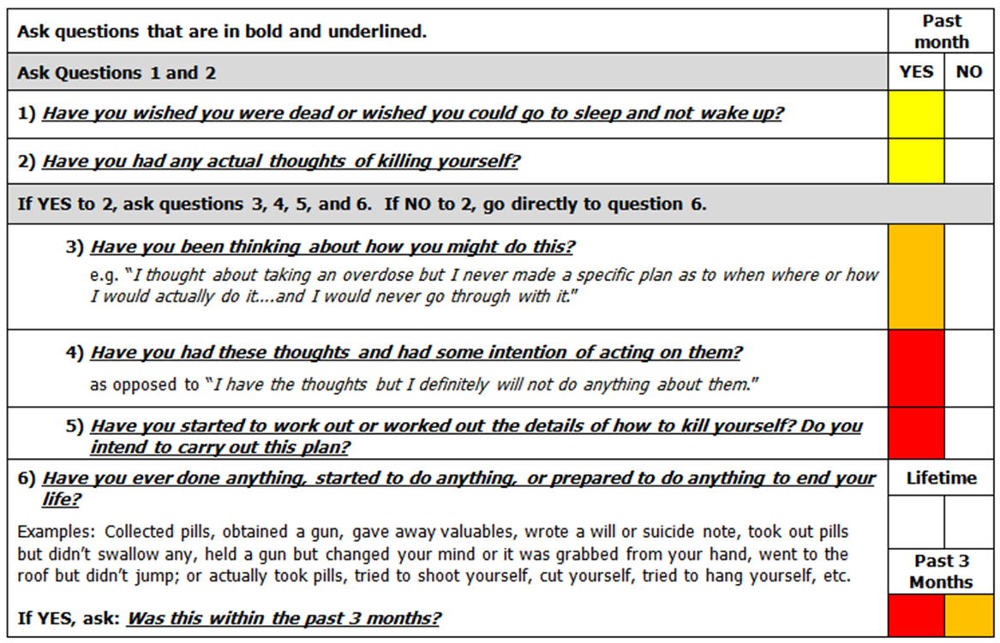 Ask questions that are in bold and underlined.
Past
month
Ask Questions 1 and 2
YES
NO
1) Have you wished you were dead or wished you could go to sleep and not wake up?
2) Have you had any actual thoughts of killing yourself?
If YES to 2, ask questions 3, 4, 5, and 6. If NO to 2, go directly to question 6.
3) Have you been thinking about how you might do this?
e.g. “I thought about taking an overdose but I never made a specific plan as to when where or how
I would actually do it....and I would never go through with it.”
4) Have you had these thoughts and had some intention of acting on them?
as opposed to “I have the thoughts but I definitely will not do anything about them.”
5) Have you started to work out or worked out the details of how to kill yourself? Do you
intend to carry out this plan?
6) Have you ever done anything, started to do anything, or prepared to do anything to end your
life?
Lifetime
Examples: Collected pills, obtained a gun, gave away valuables, wrote a will or suicide note, took out pills
but didn’t swallow any, held a gun but changed your mind or it was grabbed from your hand, went to the
roof but didn’t jump; or actually took pills, tried to shoot yourself, cut yourself, tried to hang yourself, etc.
Past 3
Months
If YES, ask: Was this within the past 3 months?